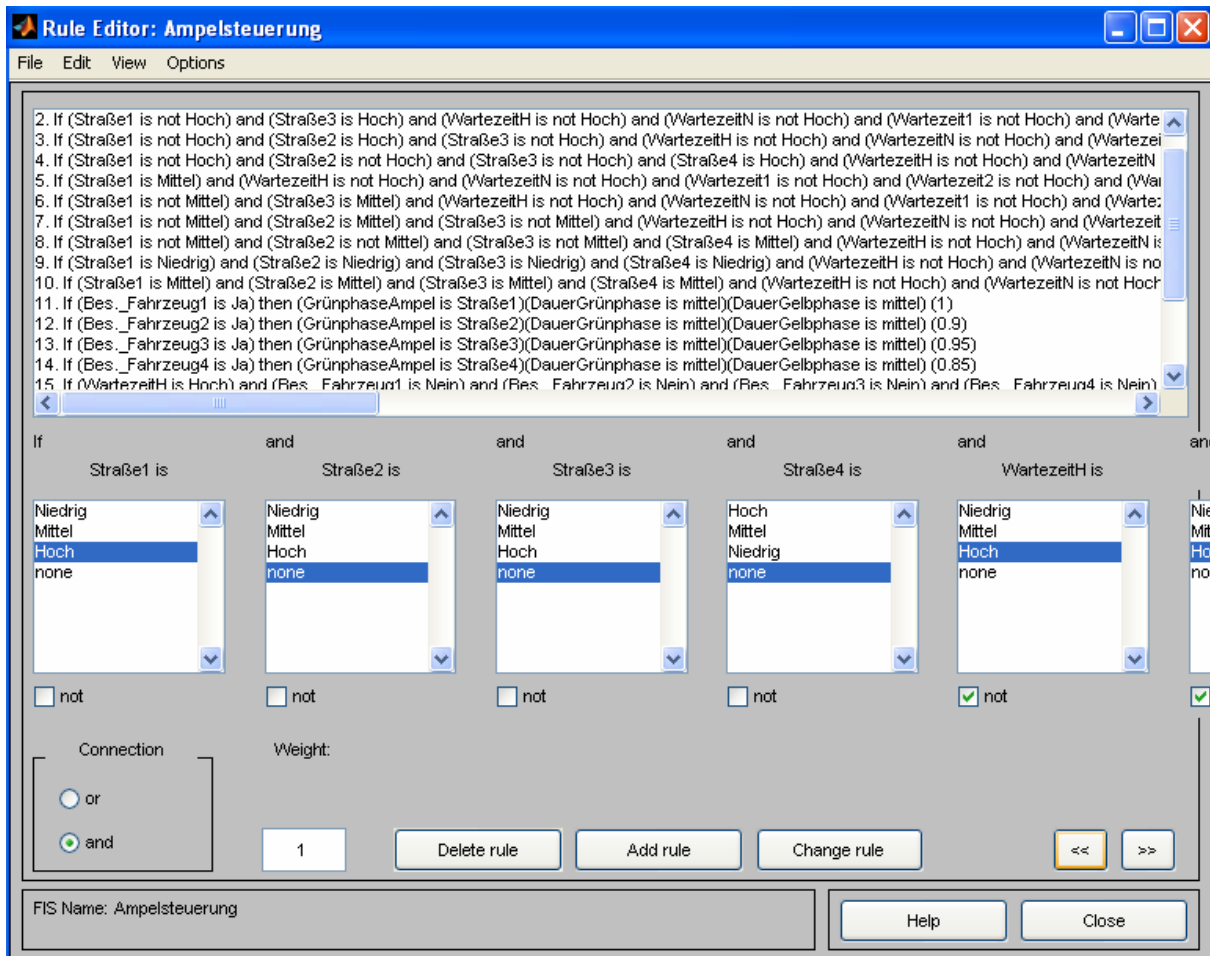 Rule Editor: Ampelsteuerung
File Edit View Options
2. If (Straße1 is not Hoch) and (Straße3 is Hoch) and (WartezeitH is not Hoch) and (WartezeitN is not Hoch) and (Wartezeit1 is not Hoch) and (Warte
3. If (Straße1 is not Hoch) and (Straße2 is Hoch) and (Straße3 is not Hoch) and (WartezeitH is not Hoch) and (WartezeitN is not Hoch) and (Wartezei
4. If (Straße1 is not Hoch) and (Straße2 is not Hoch) and (Straße3 is not Hoch) and (Straße4 is Hoch) and (WartezeitH is not Hoch) and (WartezeitN
5. If (Straße1 is Mittel) and (WartezeitH is not Hoch) and (WartezeitN is not Hoch) and (Wartezeit1 is not Hoch) and (Wartezeit2 is not Hoch) and (War
6. If (Straße1 is not Mittel) and (Straße3 is Mittel) and (WartezeitH is not Hoch) and (WartezeitN is not Hoch) and (Wartezeit1 is not Hoch) and (Wartez
7. If (Straße1 is not Mittel) and (Straße2 is Mittel) and (Straße3 is not Mittel) and (WartezeitH is not Hoch) and (WartezeitN is not Hoch) and (Wartezeit
8. If (Straße1 is not Mittel) and (Straße2 is not Mittel) and (Straße3 is not Mittel) and (Straße4 is Mittel) and (WartezeitH is not Hoch) and (WartezeitN is
9. If (Straße1 is Niedrig) and (Straße2 is Niedrig) and (Straße3 is Niedrig) and (Straße4 is Niedrig) and (WartezeitH is not Hoch) and (WartezeitN is no
10. If (Straße1 is Mittel) and (Straße2 is Mittel) and (Straße3 is Mittel) and (Straße4 is Mittel) and (WartezeitH is not Hoch) and (WartezeitN is not Hoch
11. If (Bes._Fahrzeug1 is Ja) then (GrünphaseAmpel is Straße1)(DauerGrünphase is mittel)(DauerGelbphase is mittel) (1)
12. If (Bes._Fahrzeug2 is Ja) then (GrünphaseAmpel is Straße2)(DauerGrünphase is mittel)(DauerGelbphase is mittel) (0.9)
13. If (Bes._Fahrzeug3 is Ja) then (GrünphaseAmpel is Straße3)(DauerGrünphase is mittel)(DauerGelbphase is mittel) (0.95)
14. If (Bes._Fahrzeug4 is Ja) then (GrünphaseAmpel is Straße4)(DauerGrünphase is mittel)(DauerGelbphase is mittel) (0.85)
15. If (WartezeitH is Hoch) and (Bes._Fahrzeug1 is Nein) and (Bes._Fahrzeug2 is Nein) and (Bes._Fahrzeug3 is Nein) and (Bes._Fahrzeug4 is Nein)
If and and and and an
Straße1 is Straße2 is Straße3 is Straße4 is WartezeitH is
Niedrig Niedrig Niedrig Hoch Niedrig Nie
Mittel Mittel Mittel Mittel Mittel Mit
Hoch Hoch Hoch Niedrig Hoch Ho
none none none none none no
not not not not not
Connection Weight:
or
and 1 Delete rule Add rule Change rule << >>
FIS Name: Ampelsteuerung
Help Close